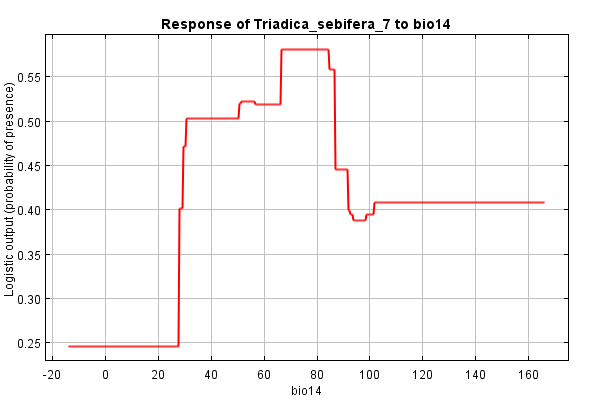 Response of Triadica_sebifera_7 to bio14
Logistic output (probability of presence)
0.55
0.50
0.45
0.40
0.35
0.30
0.25
-20 0 20 40 60 80 100 120 140 160
bio14